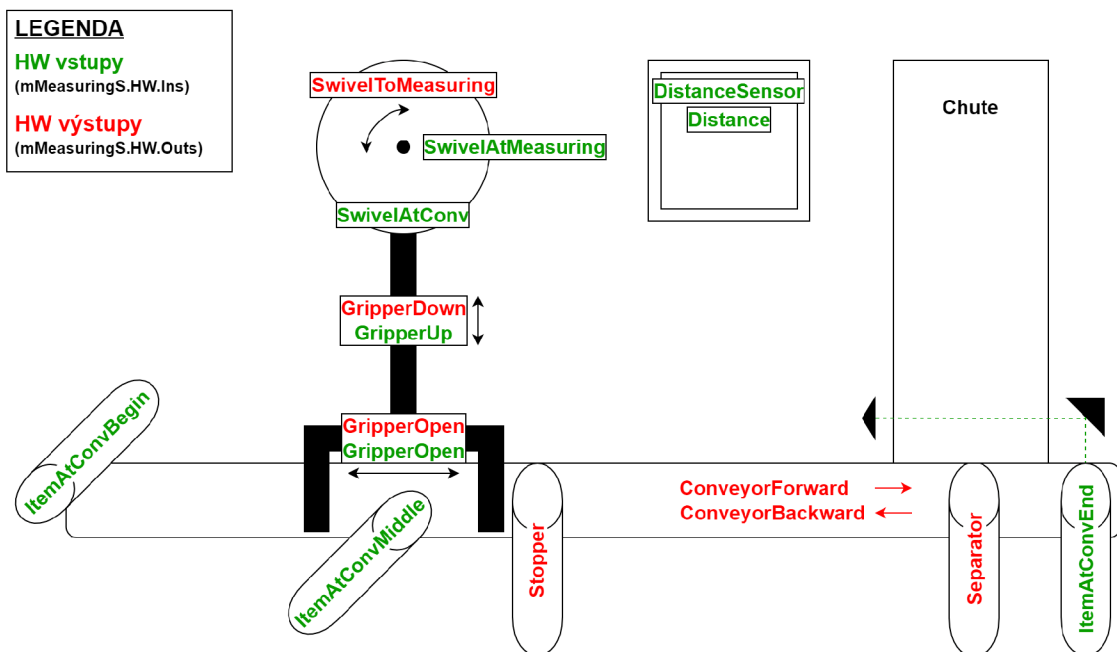 LEGENDA
HW vstupy
(mMeasuringS.HW.Ins)
HW výstupy
(mMeasuringS.HW.Outs)
SwivelToMeasuring
SwivelAtMeasuring
SwivelAtConv
DistanceSensor
Distance
Chute
GripperDown
GripperUp
GripperOpen
GripperOpen
ItemAtConvBegin
ItemAtConvMiddle
Stopper
ConveyorForward
ConveyorBackward
Separator
ItemAtConvEnd